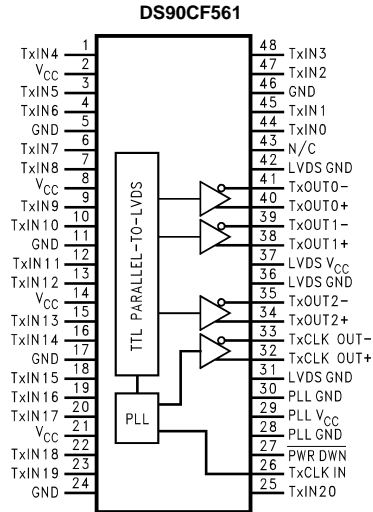 DS90CF561
TxIN4 1
VCC 2
TxIN5 3
TxIN6 4
GND 5
TxIN7 6
TxIN8 7
VCC 8
TxIN9 9
TxIN10 10
GND 11
TxIN11 12
TxIN12 13
VCC 14
TxIN13 15
TxIN14 16
GND 17
TxIN15 18
TxIN16 19
TxIN17 20
VCC 21
TxIN18 22
TxIN19 23
GND 24
TTL PARALLEL-TO-LVDS
PLL
48 TxIN3
47 TxIN2
46 GND
45 TxIN1
44 TxIN0
43 N/C
42 LVDS GND
41 TxOUT0-
40 TxOUT0+
39 TxOUT1-
38 TxOUT1+
37 LVDS VCC
36 LVDS GND
35 TxOUT2-
34 TxOUT2+
33 TxCLK OUT-
32 TxCLK OUT+
31 LVDS GND
30 PLL GND
29 PLL VCC
28 PLL GND
27 PWR DWN
26 TxCLK IN
25 TxIN20